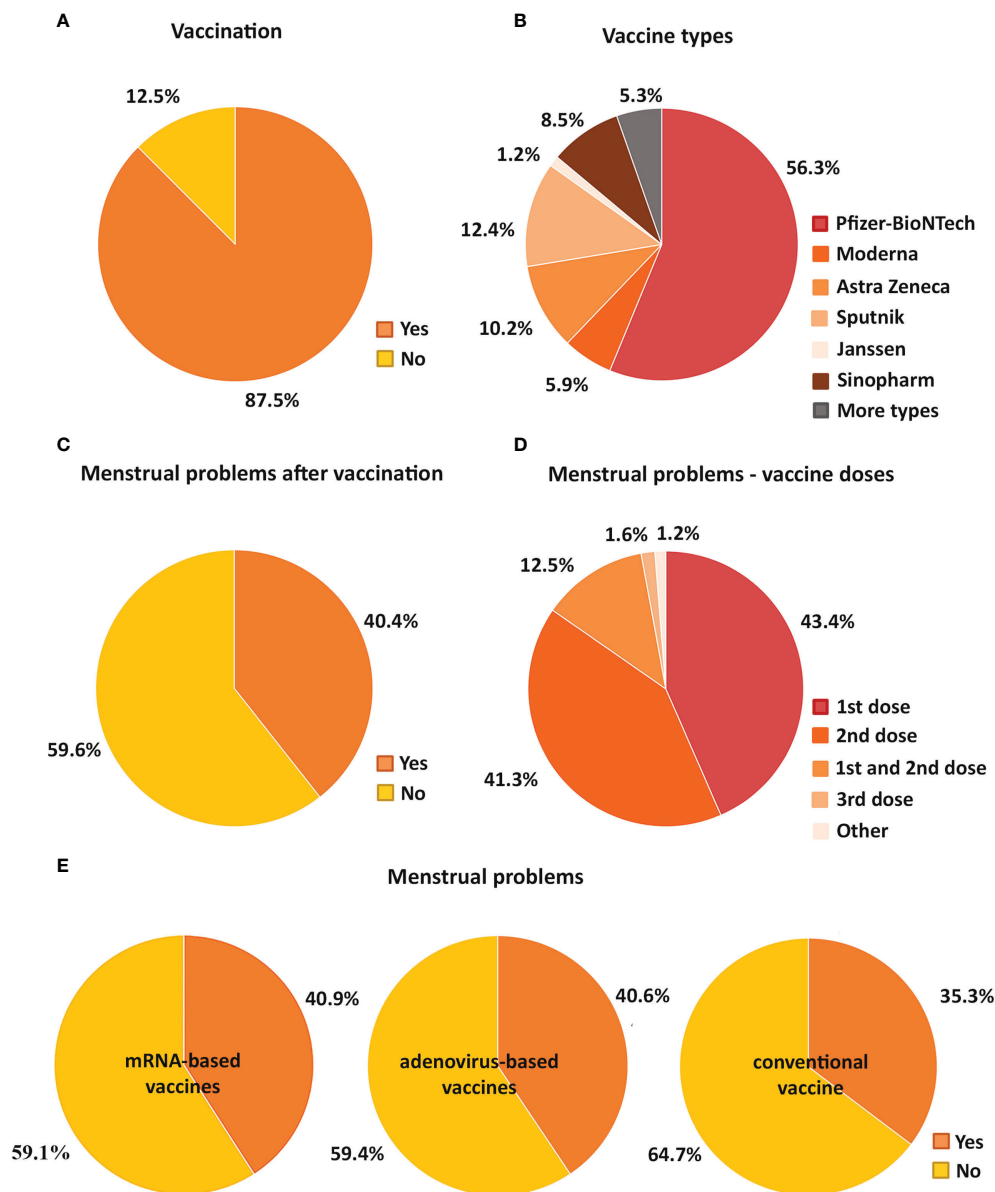 A
Vaccination
12.5%
87.5%
Yes
No
B
Vaccine types
5.3%
8.5%
1.2%
56.3%
12.4%
10.2%
5.9%
Pfizer-BioNTech
Moderna
Astra Zeneca
Sputnik
Janssen
Sinopharm
More types
C
Menstrual problems after vaccination
40.4%
59.6%
Yes
No
D
Menstrual problems - vaccine doses
1.6%
1.2%
12.5%
43.4%
41.3%
1st dose
2nd dose
1st and 2nd dose
3rd dose
Other
E
Menstrual problems
40.9%
mRNA-based
vaccines
59.1%
40.6%
adenovirus-based
vaccines
59.4%
35.3%
conventional
vaccine
64.7%
Yes
No